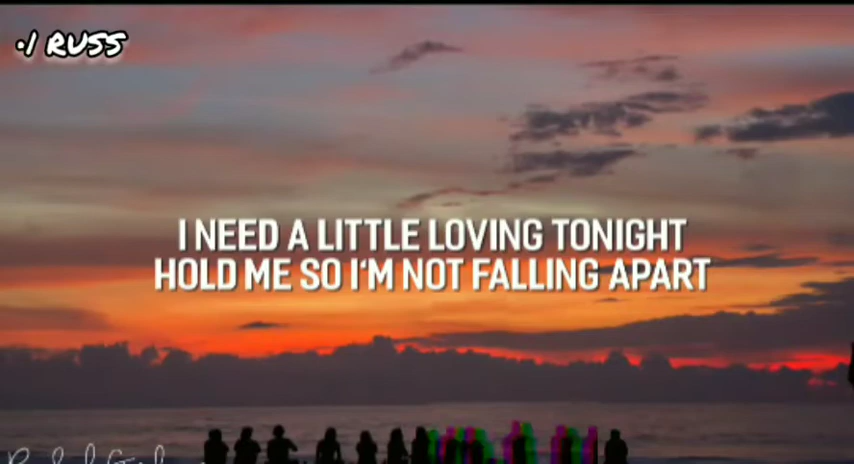 ·/ RUSS
I NEED A LITTLE LOVING TONIGHT
HOLD ME SO I'M NOT FALLING APART